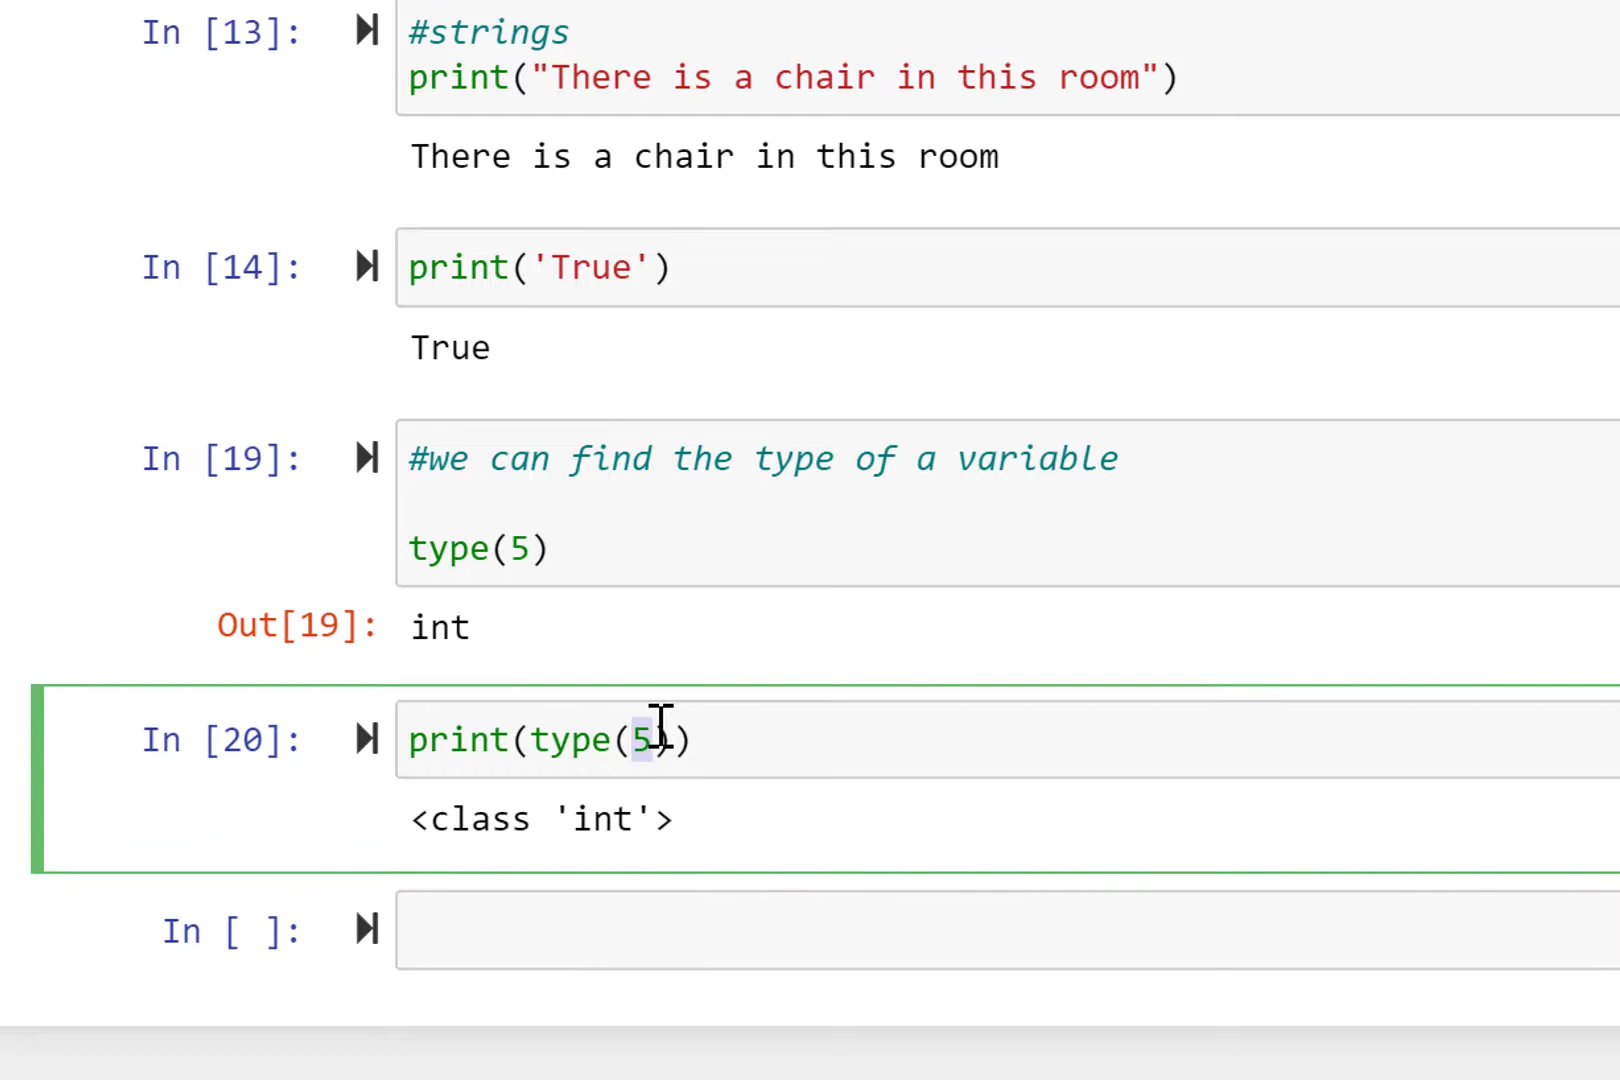 In [13]: #strings
print("There is a chair in this room")
There is a chair in this room
In [14]: print('True')
True
In [19]: #we can find the type of a variable
type(5)
Out[19]: int
In [20]: print(type(5))
<class 'int'>
In [ ]: